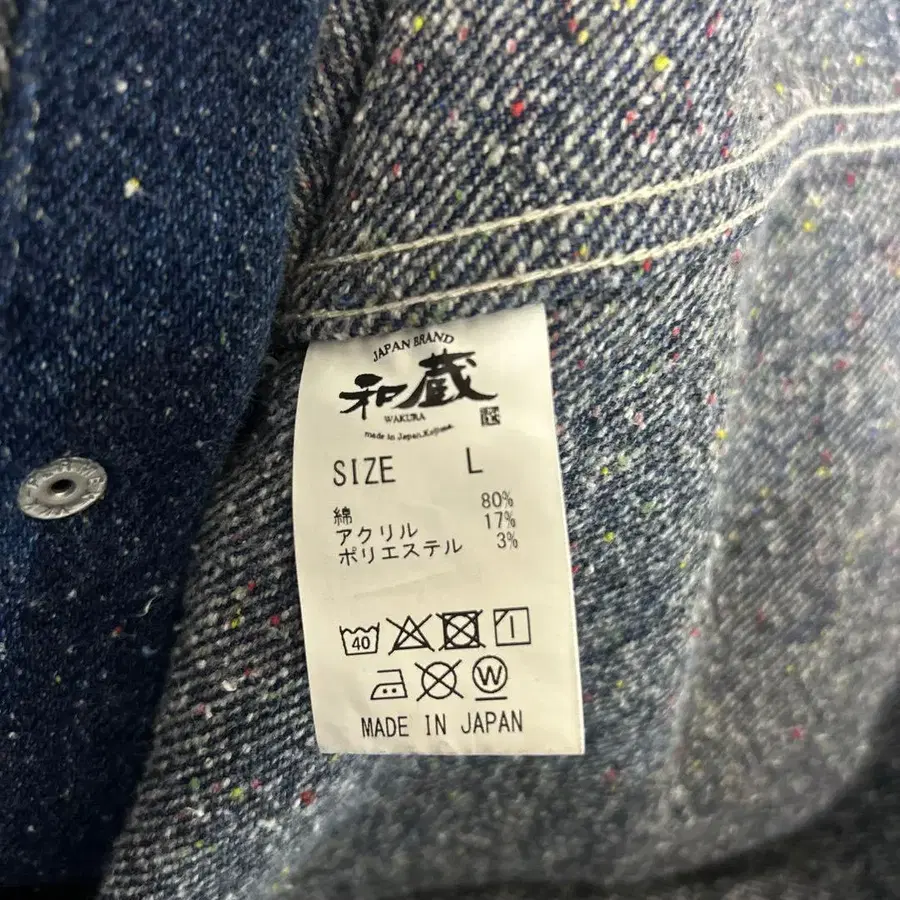 JAPAN BRAND
和蔵
WAKURA
made in Japan,Kojima.
SIZE L
綿 80%
アクリル 17%
ポリエステル 3%
40
W
MADE IN JAPAN